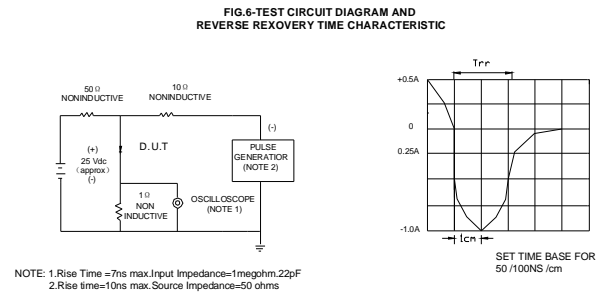 FIG.6-TEST CIRCUIT DIAGRAM AND
REVERSE REXOVERY TIME CHARACTERISTIC
50 Ω
NONINDUCTIVE
10 Ω
NONINDUCTIVE
(+)
25 Vdc
(approx)
(-)
D.U.T
1 Ω
NON
INDUCTIVE
OSCILLOSCOPE
(NOTE 1)
(-)
PULSE
GENERATIOR
(NOTE 2)
Trr
+0.5A
0
0.25A
-1.0A
1cm
SET TIME BASE FOR
50 /100NS /cm
NOTE: 1.Rise Time =7ns max.Input Impedance=1megohm.22pF
2.Rise time=10ns max.Source Impedance=50 ohms